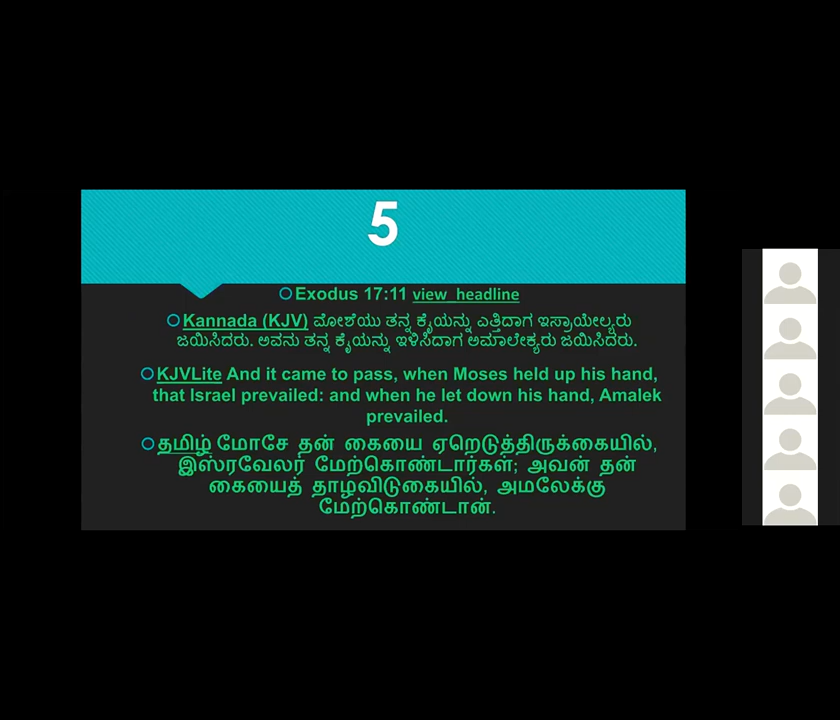 5
Exodus 17:11 view_headline
Kannada (KJV) ಮೋಶೆಯು ತನ್ನ ಕೈಯನ್ನು ಎತ್ತಿದಾಗ ಇಸ್ರಾಯೇಲ್ಯರು
ಜಯಿಸಿದರು. ಅವನು ತನ್ನ ಕೈಯನ್ನು ಇಳಿಸಿದಾಗ ಅಮಾಲೇಕ್ಯರು ಜಯಿಸಿದರು.
KJVLite And it came to pass, when Moses held up his hand,
that Israel prevailed: and when he let down his hand, Amalek
prevailed.
தமிழ் மோசே தன் கையை ஏறெடுத்திருக்கையில்,
இஸ்ரவேலர் மேற்கொண்டார்கள்; அவன் தன்
கையைத் தாழவிடுகையில், அமலேக்கு
மேற்கொண்டான்.